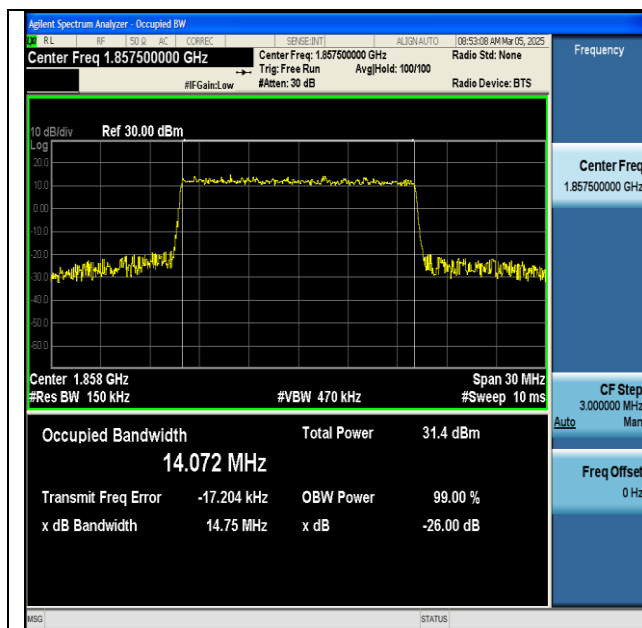 Agilent Spectrum Analyzer - Occupied BW
RL RF 50 Ω AC CORREC SENSE:INT ALIGN AUTO 08:53:08 AM Mar 05, 2025
Center Freq 1.857500000 GHz Center Freq: 1.857500000 GHz Radio Std: None
Trig: Free Run Avg|Hold: 100/100
#IFGain:Low #Atten: 30 dB Radio Device: BTS
Frequency
10 dB/div Ref 30.00 dBm
Log
20.0
10.0
0.00
-10.0
-20.0
-30.0
-40.0
-50.0
-60.0
Center Freq
1.857500000 GHz
Center 1.858 GHz Span 30 MHz
#Res BW 150 kHz #VBW 470 kHz #Sweep 10 ms
CF Step
3.000000 MHz
Auto Man
Occupied Bandwidth Total Power 31.4 dBm
14.072 MHz
Transmit Freq Error -17.204 kHz OBW Power 99.00 %
x dB Bandwidth 14.75 MHz x dB -26.00 dB
Freq Offset
0 Hz
MSG STATUS